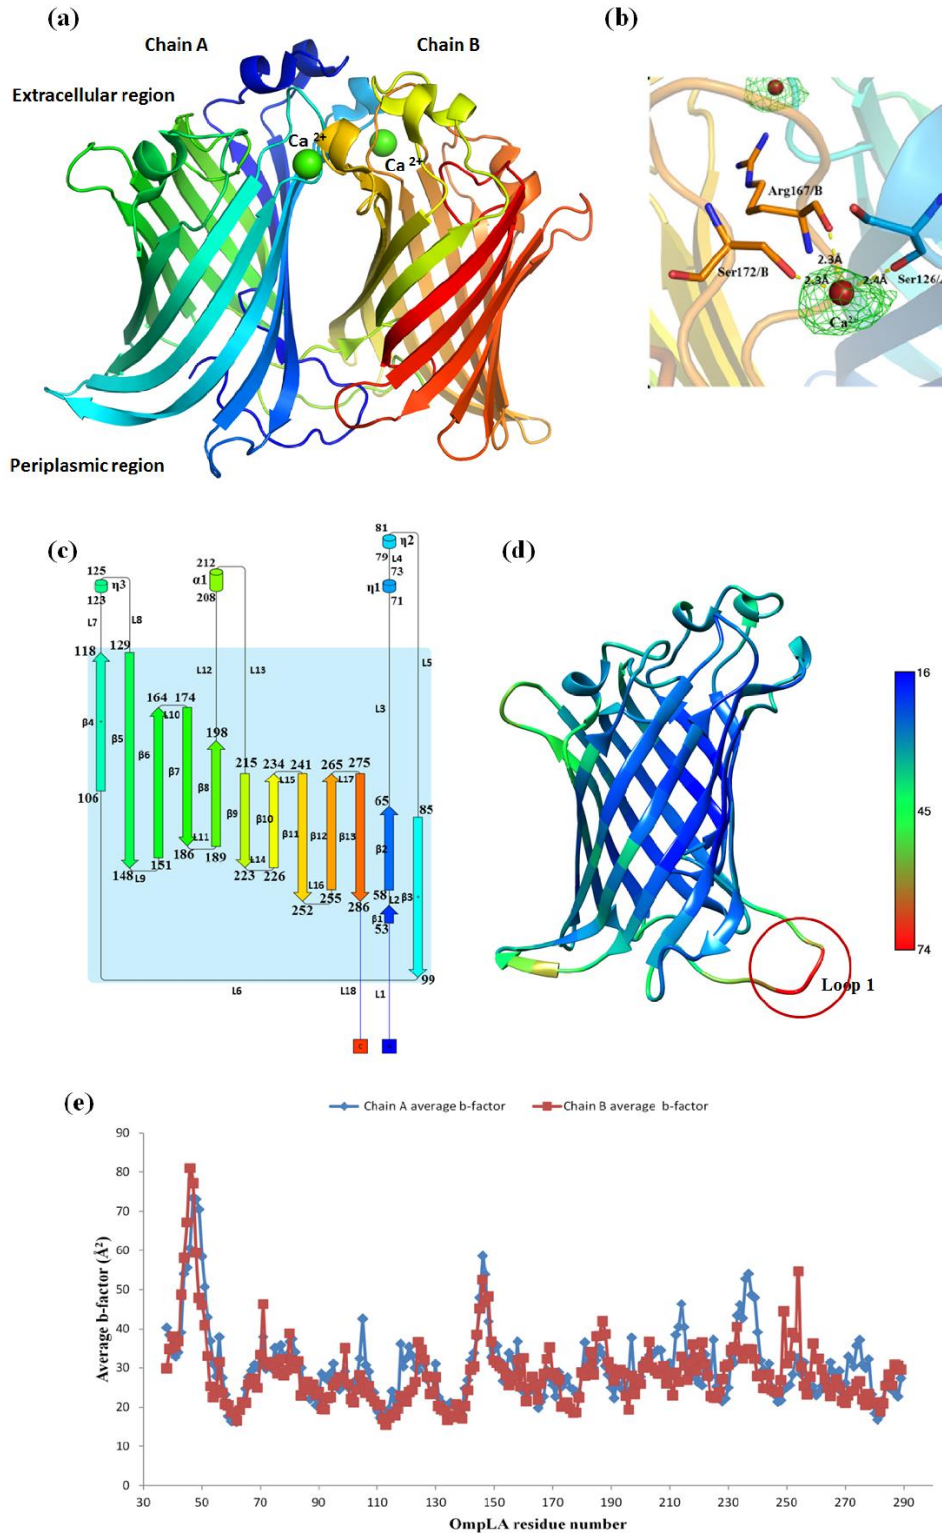 (a)
Chain A
Chain B
Extracellular region
Ca 2+
Ca 2+
Periplasmic region
(b)
Arg167/B
Ser172/B
2.3Å
2.3Å
2.4Å
Ser126/
Ca2+
(c)
81
η2
79
L4
73
η1
71
212
α1
208
125
η3
123
L7
L8
118
129
L12
L13
L5
164
174
L10
L3
β4
β5
β6
β7
198
β8
215
234
241
265
275
L15
L17
106
65
85
β9
β10
β11
β12
β13
β2
L11
186
189
148
L9
151
L14
223
226
L16
252
255
286
58
L2
β3
β1
53
99
L6
L18
L1
C
(d)
16
45
74
Loop 1
(e)
Chain A average b-factor
Chain B average b-factor
Average b-factor (Å²)
90
80
70
60
50
40
30
20
10
0
30
50
70
90
110
130
150
170
190
210
230
250
270
290
OmpLA residue number